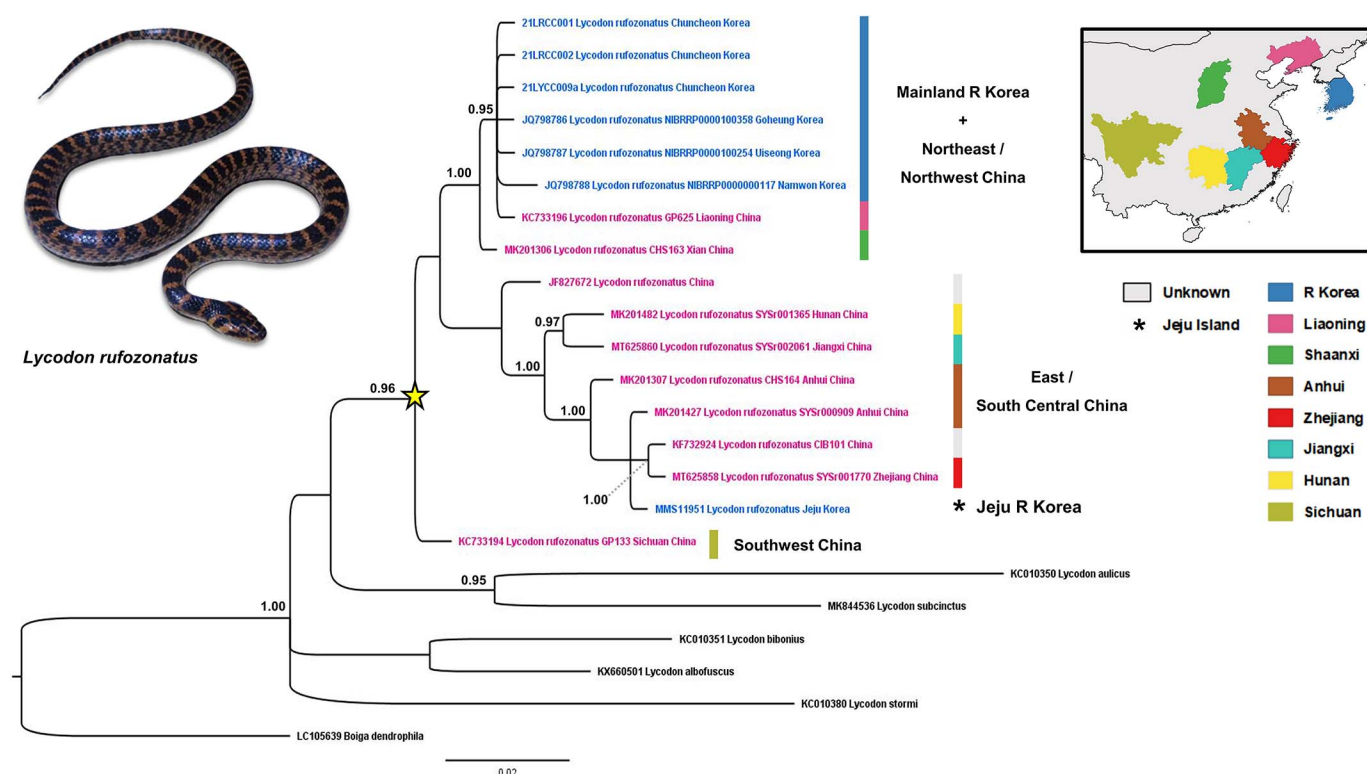 21LRCC001 Lycodon rufozonatus Chuncheon Korea
21LRCC002 Lycodon rufozonatus Chuncheon Korea
21LYCC009a Lycodon rufozonatus Chuncheon Korea
0.95
JQ798786 Lycodon rufozonatus NIBRRP0000100358 Goheung Korea
JQ798787 Lycodon rufozonatus NIBRRP0000100254 Uiseong Korea
1.00
JQ798788 Lycodon rufozonatus NIBRRP0000000117 Namwon Korea
KC733196 Lycodon rufozonatus GP625 Liaoning China
MK201306 Lycodon rufozonatus CHS163 Xian China
Mainland R Korea
+
Northeast /
Northwest China
JF827672 Lycodon rufozonatus China
MK201482 Lycodon rufozonatus SYSr001365 Hunan China
0.97
MT625860 Lycodon rufozonatus SYSr002061 Jiangxi China
1.00
MK201307 Lycodon rufozonatus CHS164 Anhui China
1.00
MK201427 Lycodon rufozonatus SYSr000909 Anhui China
KF732924 Lycodon rufozonatus CIB101 China
MT625858 Lycodon rufozonatus SYSr001770 Zhejiang China
1.00
MMS11951 Lycodon rufozonatus Jeju Korea
East /
South Central China
* Jeju R Korea
0.96
KC733194 Lycodon rufozonatus GP133 Sichuan China
Southwest China
KC010350 Lycodon aulicus
0.95
MK844536 Lycodon subcinctus
1.00
KC010351 Lycodon bibonius
KX660501 Lycodon albofuscus
KC010380 Lycodon stormi
LC105639 Boiga dendrophila
0.02
Lycodon rufozonatus
Unknown
* Jeju Island
R Korea
Liaoning
Shaanxi
Anhui
Zhejiang
Jiangxi
Hunan
Sichuan